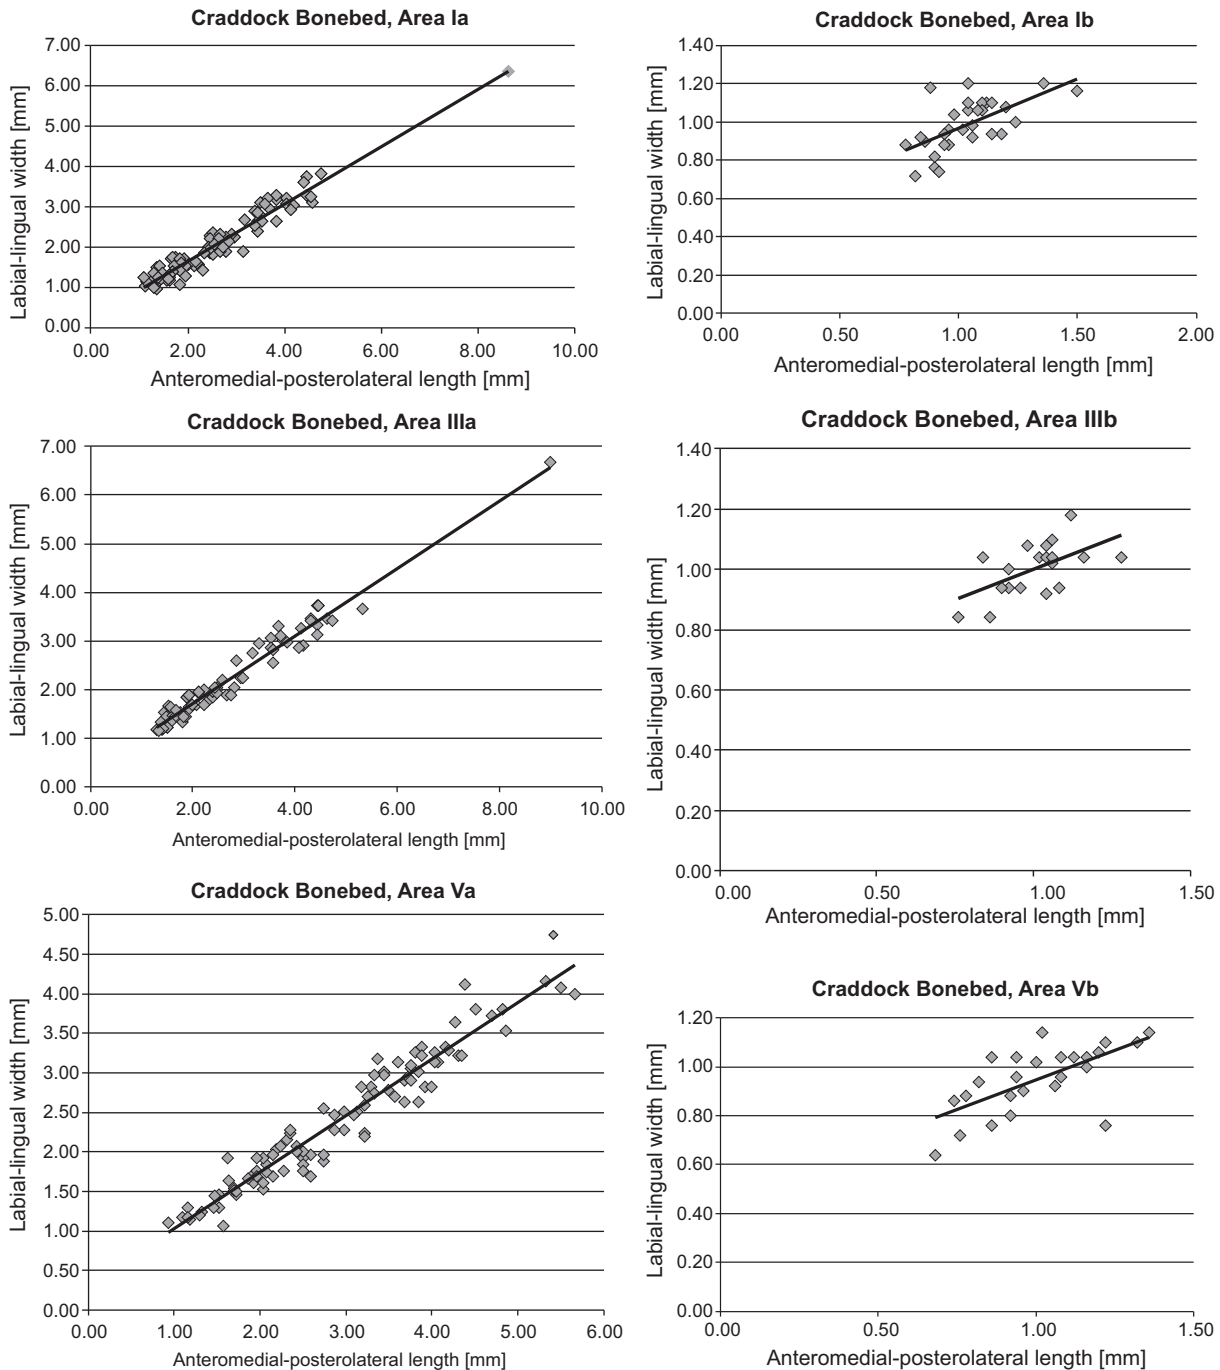 Craddock Bonebed, Area Ia
Labial-lingual width [mm]
7.00
6.00
5.00
4.00
3.00
2.00
1.00
0.00
0.00 2.00 4.00 6.00 8.00 10.00
Anteromedial-posterolateral length [mm]
Craddock Bonebed, Area Ib
Labial-lingual width [mm]
1.40
1.20
1.00
0.80
0.60
0.40
0.20
0.00
0.00 0.50 1.00 1.50 2.00
Anteromedial-posterolateral length [mm]
Craddock Bonebed, Area IIIa
Labial-lingual width [mm]
7.00
6.00
5.00
4.00
3.00
2.00
1.00
0.00
0.00 2.00 4.00 6.00 8.00 10.00
Anteromedial-posterolateral length [mm]
Craddock Bonebed, Area IIIb
Labial-lingual width [mm]
1.40
1.20
1.00
0.80
0.60
0.40
0.20
0.00
0.00 0.50 1.00 1.50
Anteromedial-posterolateral length [mm]
Craddock Bonebed, Area Va
Labial-lingual width [mm]
5.00
4.50
4.00
3.50
3.00
2.50
2.00
1.50
1.00
0.50
0.00
0.00 1.00 2.00 3.00 4.00 5.00 6.00
Anteromedial-posterolateral length [mm]
Craddock Bonebed, Area Vb
Labial-lingual width [mm]
1.20
1.00
0.80
0.60
0.40
0.20
0.00
0.00 0.50 1.00 1.50
Anteromedial-posterolateral length [mm]